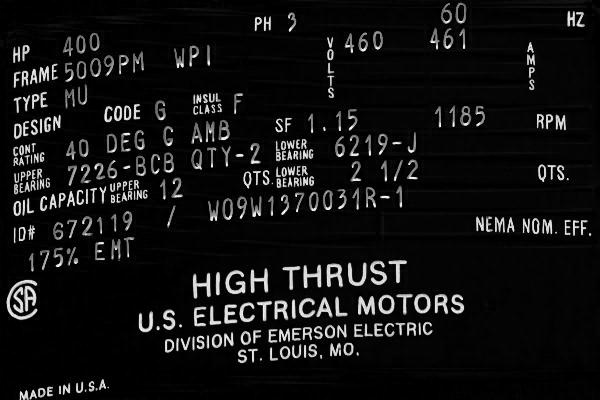 PH 3 60 HZ
HP 400 VOLTS 460 461 AMPS
FRAME 5009PM WPI
TYPE MU
DESIGN CODE G INSUL CLASS F SF 1.15 1185 RPM
CONT RATING 40 DEG C AMB
UPPER BEARING 7226-BCB QTY-2 LOWER BEARING 6219-J
OIL CAPACITY UPPER BEARING 12 QTS. LOWER BEARING 2 1/2 QTS.
ID# 672119 / W09W1370031R-1
175% EMT NEMA NOM. EFF.
SA
HIGH THRUST
U.S. ELECTRICAL MOTORS
DIVISION OF EMERSON ELECTRIC
ST. LOUIS, MO.
MADE IN U.S.A.